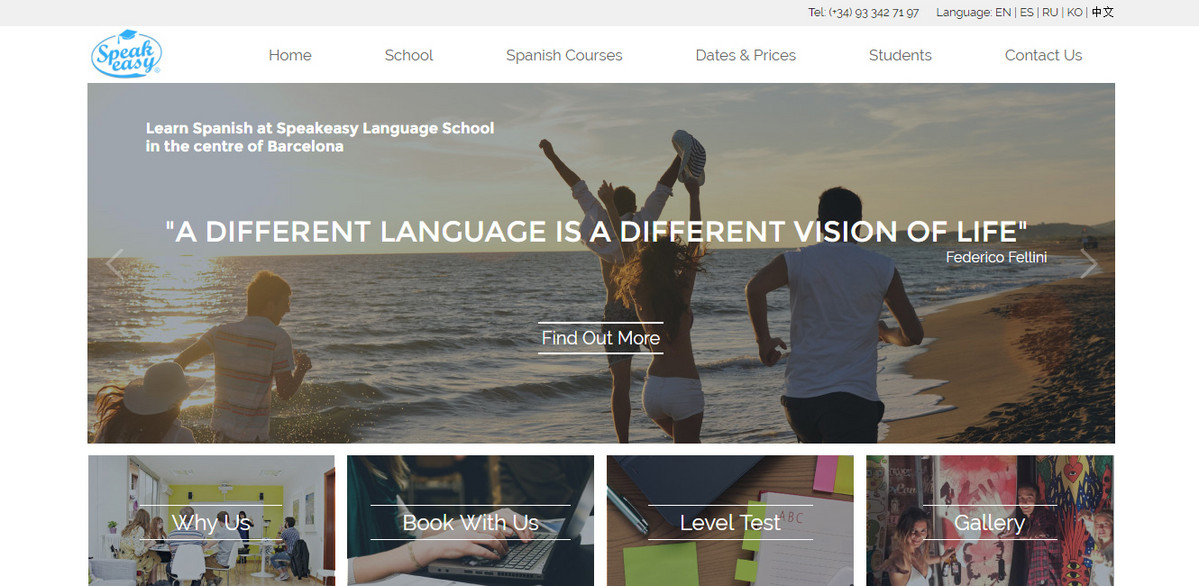 Tel: (+34) 93 342 71 97 Language: EN | ES | RU | KO | 中文
Speak
easy®
Home School Spanish Courses Dates & Prices Students Contact Us
Learn Spanish at Speakeasy Language School
in the centre of Barcelona
"A DIFFERENT LANGUAGE IS A DIFFERENT VISION OF LIFE"
Federico Fellini
Find Out More
Why Us Book With Us Level Test Gallery
ABC